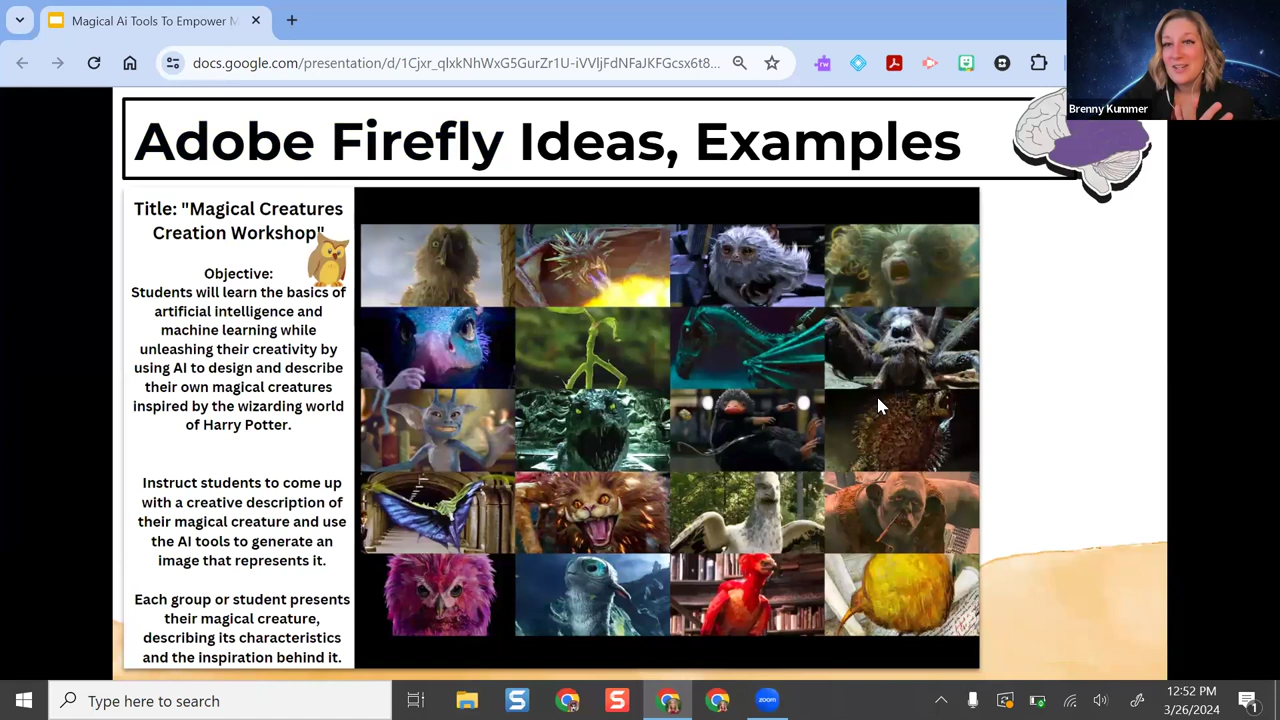 Magical Ai Tools To Empower M
docs.google.com/presentation/d/1Cjxr_qlxkNhWxG5GurZr1U-iVVljFdNFaJKFGcsx6t8...
Brenny Kummer
Adobe Firefly Ideas, Examples
Title: "Magical Creatures
Creation Workshop"
Objective:
Students will learn the basics of
artificial intelligence and
machine learning while
unleashing their creativity by
using AI to design and describe
their own magical creatures
inspired by the wizarding world
of Harry Potter.
Instruct students to come up
with a creative description of
their magical creature and use
the AI tools to generate an
image that represents it.
Each group or student presents
their magical creature,
describing its characteristics
and the inspiration behind it.
Type here to search
zoom
12:52 PM
3/26/2024
1